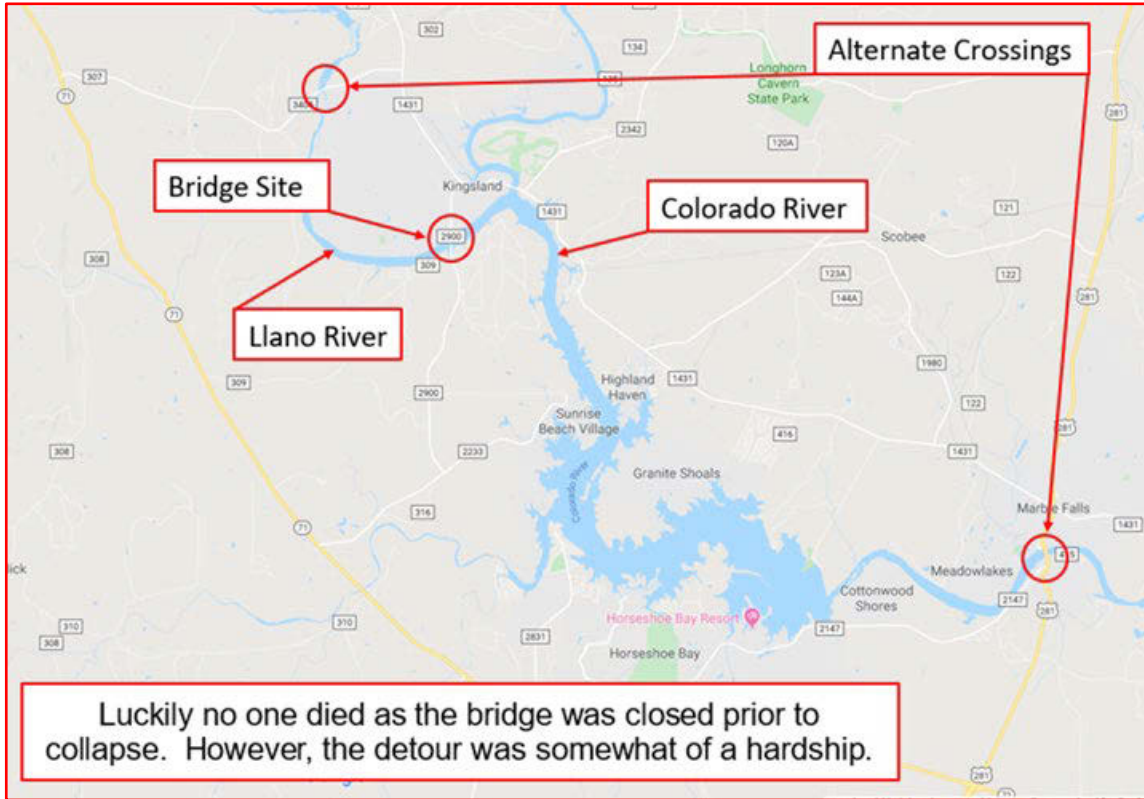 302
134
Alternate Crossings
307
Longhorn
Cavern
State Park
71
1431
281
2342
120A
Bridge Site
Kingsland
Colorado River
1431
121
2900
Scobee
308
309
122
123A
144A
281
71
Llano River
309
1980
2900
Highland
Haven
1431
122
Sunrise
Beach Village
416
281
308
2233
1431
Colorado River
Granite Shoals
316
71
Marble Falls
1431
lick
Meadowlakes
Cottonwood
Shores
2147
281
310
310
308
Horseshoe Bay Resort
2147
2831
Horseshoe Bay
Luckily no one died as the bridge was closed prior to
collapse. However, the detour was somewhat of a hardship.
281